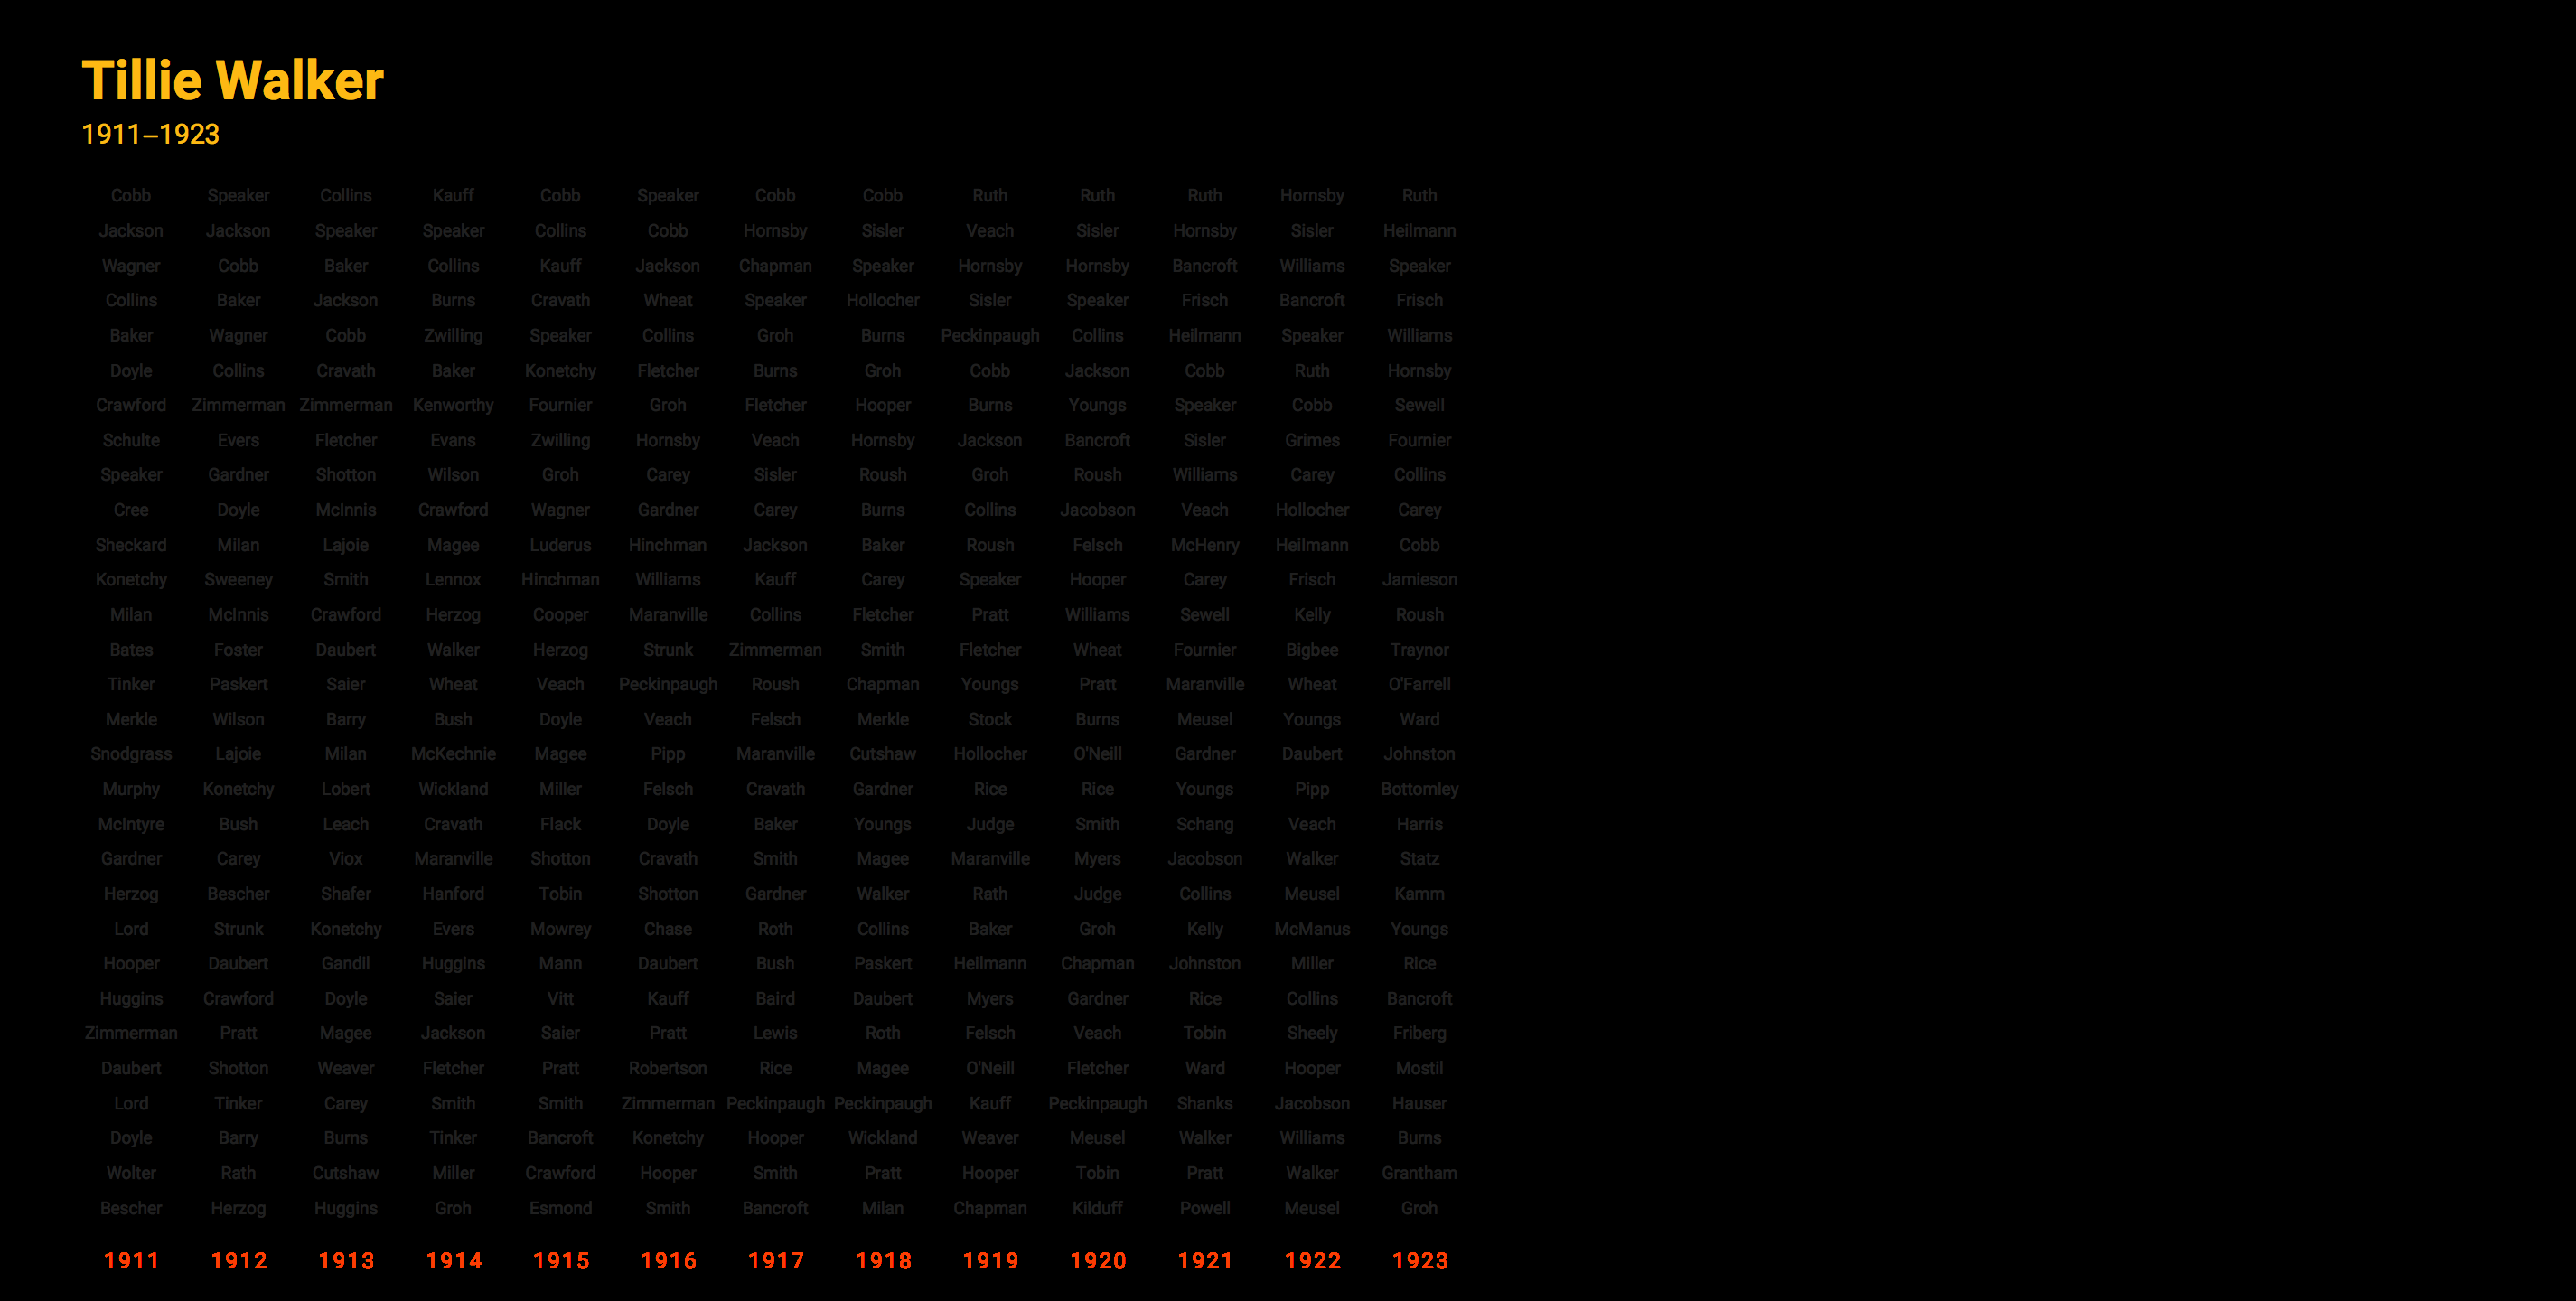 Tillie Walker
1911–1923
Cobb Speaker Collins Kauff Cobb Speaker Cobb Cobb Ruth Ruth Ruth Hornsby Ruth
Jackson Jackson Speaker Speaker Collins Cobb Hornsby Sisler Veach Sisler Hornsby Sisler Heilmann
Wagner Cobb Baker Collins Kauff Jackson Chapman Speaker Hornsby Hornsby Bancroft Williams Speaker
Collins Baker Jackson Burns Cravath Wheat Speaker Hollocher Sisler Speaker Frisch Bancroft Frisch
Baker Wagner Cobb Zwilling Speaker Collins Groh Burns Peckinpaugh Collins Heilmann Speaker Williams
Doyle Collins Cravath Baker Konetchy Fletcher Burns Groh Cobb Jackson Cobb Ruth Hornsby
Crawford Zimmerman Zimmerman Kenworthy Fournier Groh Fletcher Hooper Burns Youngs Speaker Cobb Sewell
Schulte Evers Fletcher Evans Zwilling Hornsby Veach Hornsby Jackson Bancroft Sisler Grimes Fournier
Speaker Gardner Shotton Wilson Groh Carey Sisler Roush Groh Roush Williams Carey Collins
Cree Doyle McInnis Crawford Wagner Gardner Carey Burns Collins Jacobson Veach Hollocher Carey
Sheckard Milan Lajoie Magee Luderus Hinchman Jackson Baker Roush Felsch McHenry Heilmann Cobb
Konetchy Sweeney Smith Lennox Hinchman Williams Kauff Carey Speaker Hooper Carey Frisch Jamieson
Milan McInnis Crawford Herzog Cooper Maranville Collins Fletcher Pratt Williams Sewell Kelly Roush
Bates Foster Daubert Walker Herzog Strunk Zimmerman Smith Fletcher Wheat Fournier Bigbee Traynor
Tinker Paskert Saier Wheat Veach Peckinpaugh Roush Chapman Youngs Pratt Maranville Wheat O'Farrell
Merkle Wilson Barry Bush Doyle Veach Felsch Merkle Stock Burns Meusel Youngs Ward
Snodgrass Lajoie Milan McKechnie Magee Pipp Maranville Cutshaw Hollocher O'Neill Gardner Daubert Johnston
Murphy Konetchy Lobert Wickland Miller Felsch Cravath Gardner Rice Rice Youngs Pipp Bottomley
McIntyre Bush Leach Cravath Flack Doyle Baker Youngs Judge Smith Schang Veach Harris
Gardner Carey Viox Maranville Shotton Cravath Smith Magee Maranville Myers Jacobson Walker Statz
Herzog Bescher Shafer Hanford Tobin Shotton Gardner Walker Rath Judge Collins Meusel Kamm
Lord Strunk Konetchy Evers Mowrey Chase Roth Collins Baker Groh Kelly McManus Youngs
Hooper Daubert Gandil Huggins Mann Daubert Bush Paskert Heilmann Chapman Johnston Miller Rice
Huggins Crawford Doyle Saier Vitt Kauff Baird Daubert Myers Gardner Rice Collins Bancroft
Zimmerman Pratt Magee Jackson Saier Pratt Lewis Roth Felsch Veach Tobin Sheely Friberg
Daubert Shotton Weaver Fletcher Pratt Robertson Rice Magee O'Neill Fletcher Ward Hooper Mostil
Lord Tinker Carey Smith Smith Zimmerman Peckinpaugh Peckinpaugh Kauff Peckinpaugh Shanks Jacobson Hauser
Doyle Barry Burns Tinker Bancroft Konetchy Hooper Wickland Weaver Meusel Walker Williams Burns
Wolter Rath Cutshaw Miller Crawford Hooper Smith Pratt Hooper Tobin Pratt Walker Grantham
Bescher Herzog Huggins Groh Esmond Smith Bancroft Milan Chapman Kilduff Powell Meusel Groh
1911 1912 1913 1914 1915 1916 1917 1918 1919 1920 1921 1922 1923